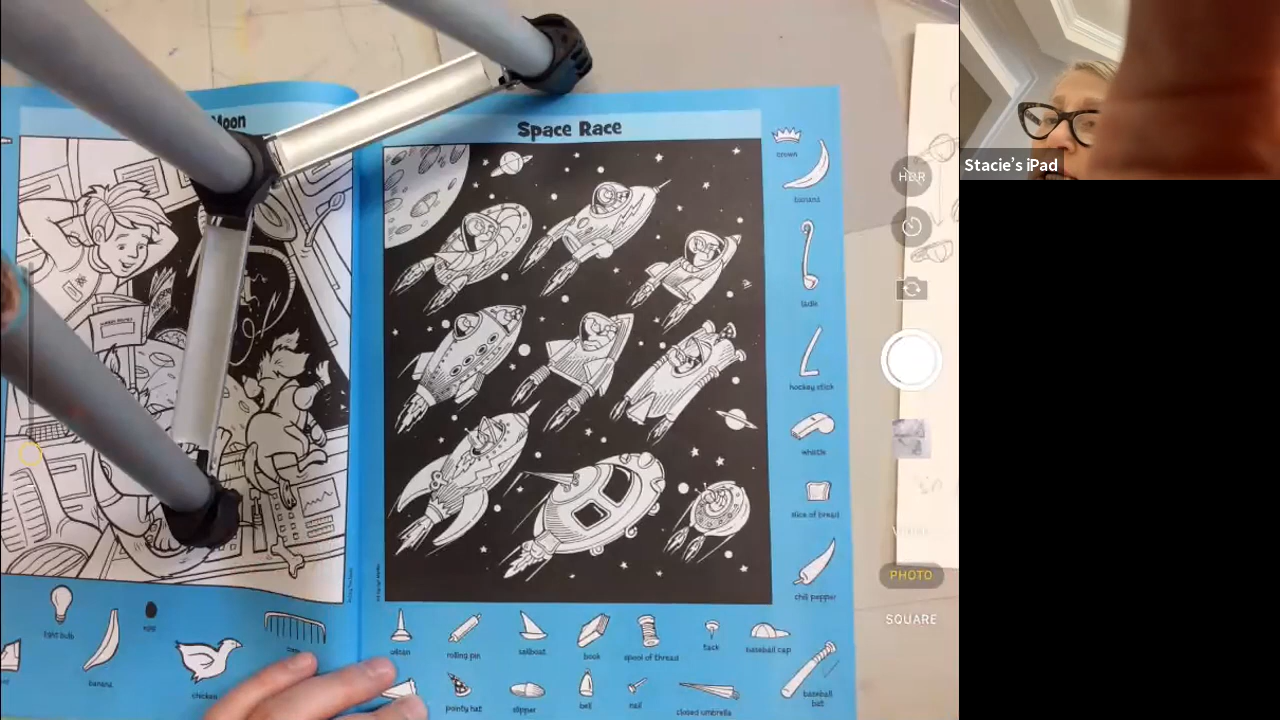 Moon
Space Race
crown
banana
ladle
hockey stick
whistle
slice of bread
chili pepper
baseball bat
light bulb
banana
chicken
oilcan
rolling pin
sailboat
book
spool of thread
tack
baseball cap
pointy hat
slipper
bell
nail
closed umbrella
HDR
PHOTO
SQUARE
Stacie's iPad